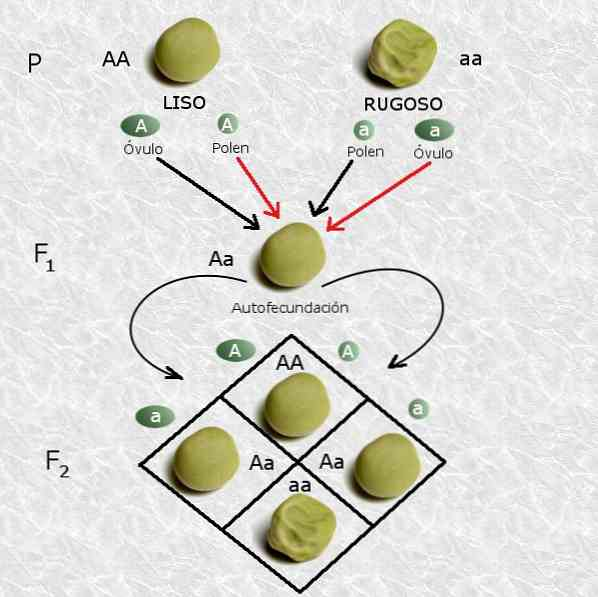 P
AA
aa
LISO
RUGOSO
A
A
a
a
Óvulo
Polen
Polen
Óvulo
F1
Aa
Autofecundación
A
A
AA
a
a
F2
Aa
Aa
aa